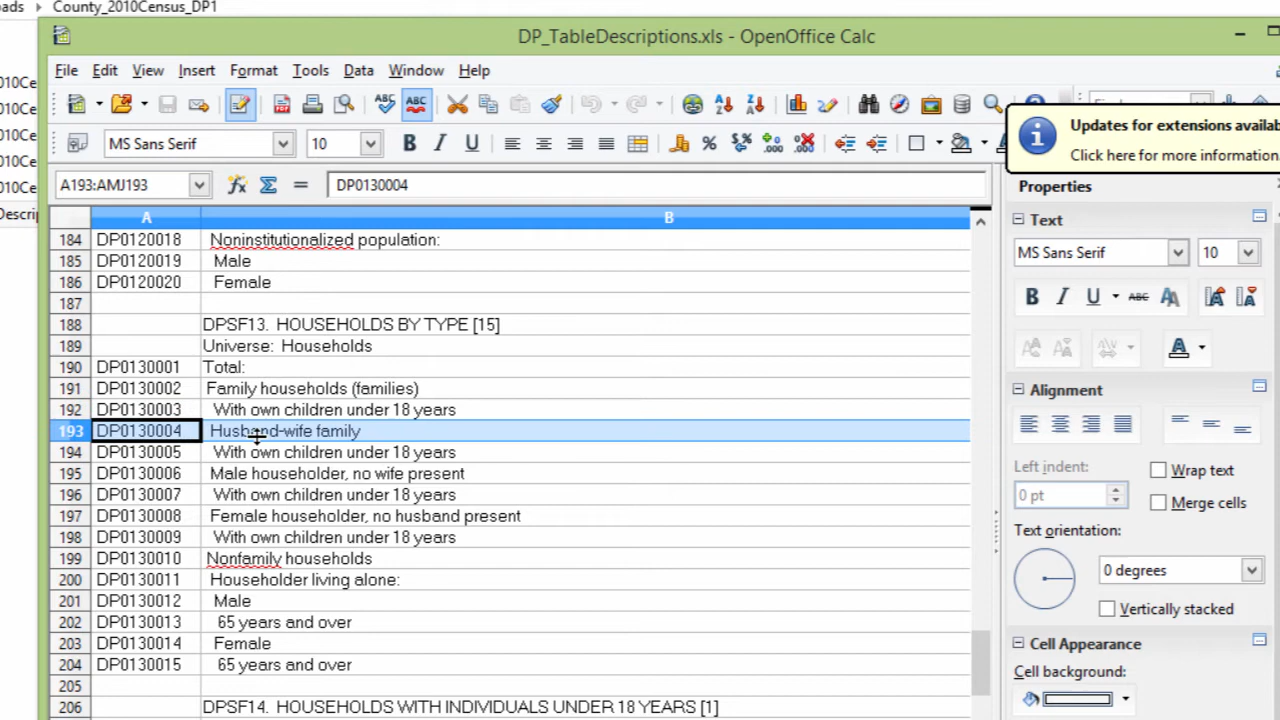 ads County_2010Census_DP1
DP_TableDescriptions.xls - OpenOffice Calc
File Edit View Insert Format Tools Data Window Help
MS Sans Serif 10
Updates for extensions availab
Click here for more information.
A193:AMJ193 DP0130004
A B
184 DP0120018 Noninstitutionalized population:
185 DP0120019 Male
186 DP0120020 Female
187
188 DPSF13. HOUSEHOLDS BY TYPE [15]
189 Universe: Households
190 DP0130001 Total:
191 DP0130002 Family households (families)
192 DP0130003 With own children under 18 years
193 DP0130004 Husband-wife family
194 DP0130005 With own children under 18 years
195 DP0130006 Male householder, no wife present
196 DP0130007 With own children under 18 years
197 DP0130008 Female householder, no husband present
198 DP0130009 With own children under 18 years
199 DP0130010 Nonfamily households
200 DP0130011 Householder living alone:
201 DP0130012 Male
202 DP0130013 65 years and over
203 DP0130014 Female
204 DP0130015 65 years and over
205
206 DPSF14. HOUSEHOLDS WITH INDIVIDUALS UNDER 18 YEARS [1]
010Ce
010Ce
010Ce
010Ce
010Ce
Descrip
Properties
Text
MS Sans Serif 10
Alignment
Left indent:
0 pt
Wrap text
Merge cells
Text orientation:
0 degrees
Vertically stacked
Cell Appearance
Cell background: